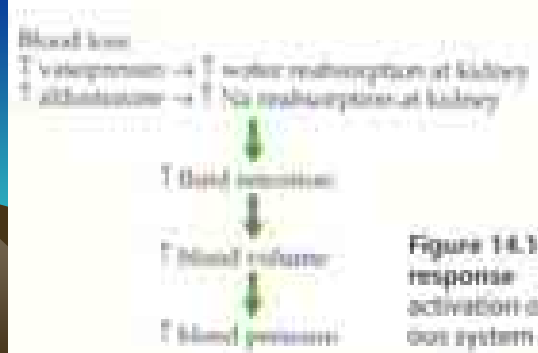 Blood loss
↑ vasopressin → ↑ water reabsorption at kidney
↑ aldosterone → ↑ Na reabsorption at kidney
↑ fluid retention
↑ blood volume
↑ blood pressure
Figure 14.1
response
activation o
ous system